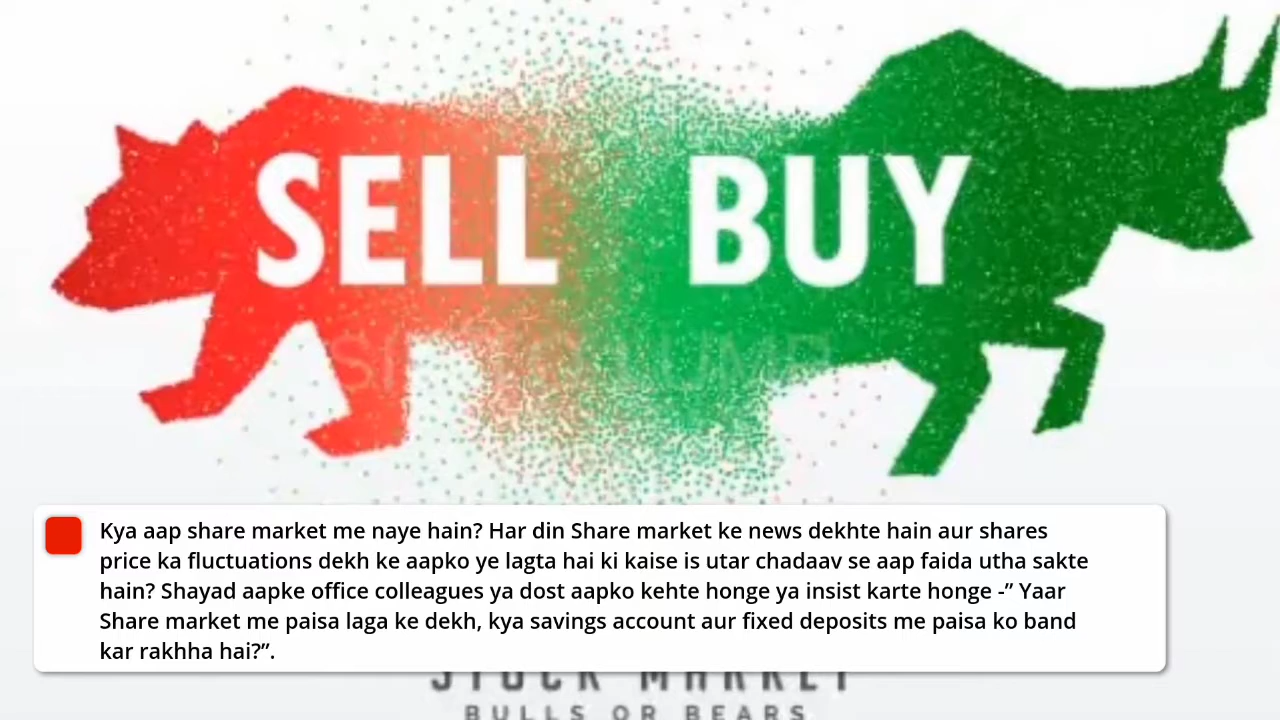 SELL BUY
Kya aap share market me naye hain? Har din Share market ke news dekhte hain aur shares
price ka fluctuations dekh ke aapko ye lagta hai ki kaise is utar chadaav se aap faida utha sakte
hain? Shayad aapke office colleagues ya dost aapko kehte honge ya insist karte honge -” Yaar
Share market me paisa laga ke dekh, kya savings account aur fixed deposits me paisa ko band
kar rakhha hai?”.
STOCK MARKET
BULLS OR BEARS